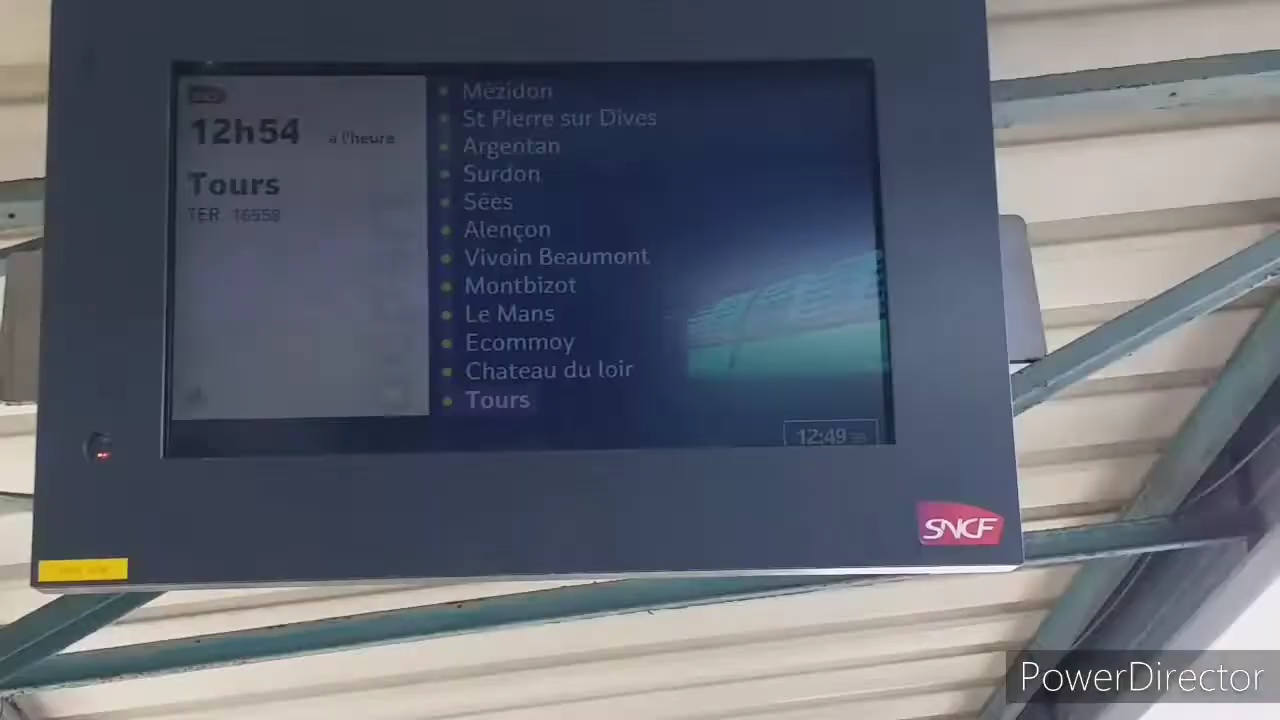 SNCF
12h54 à l'heure
Tours
TER. 16558
Mézidon
St Pierre sur Dives
Argentan
Surdon
Sées
Alençon
Vivoin Beaumont
Montbizot
Le Mans
Ecommoy
Chateau du loir
Tours
12:49
SNCF
PowerDirector